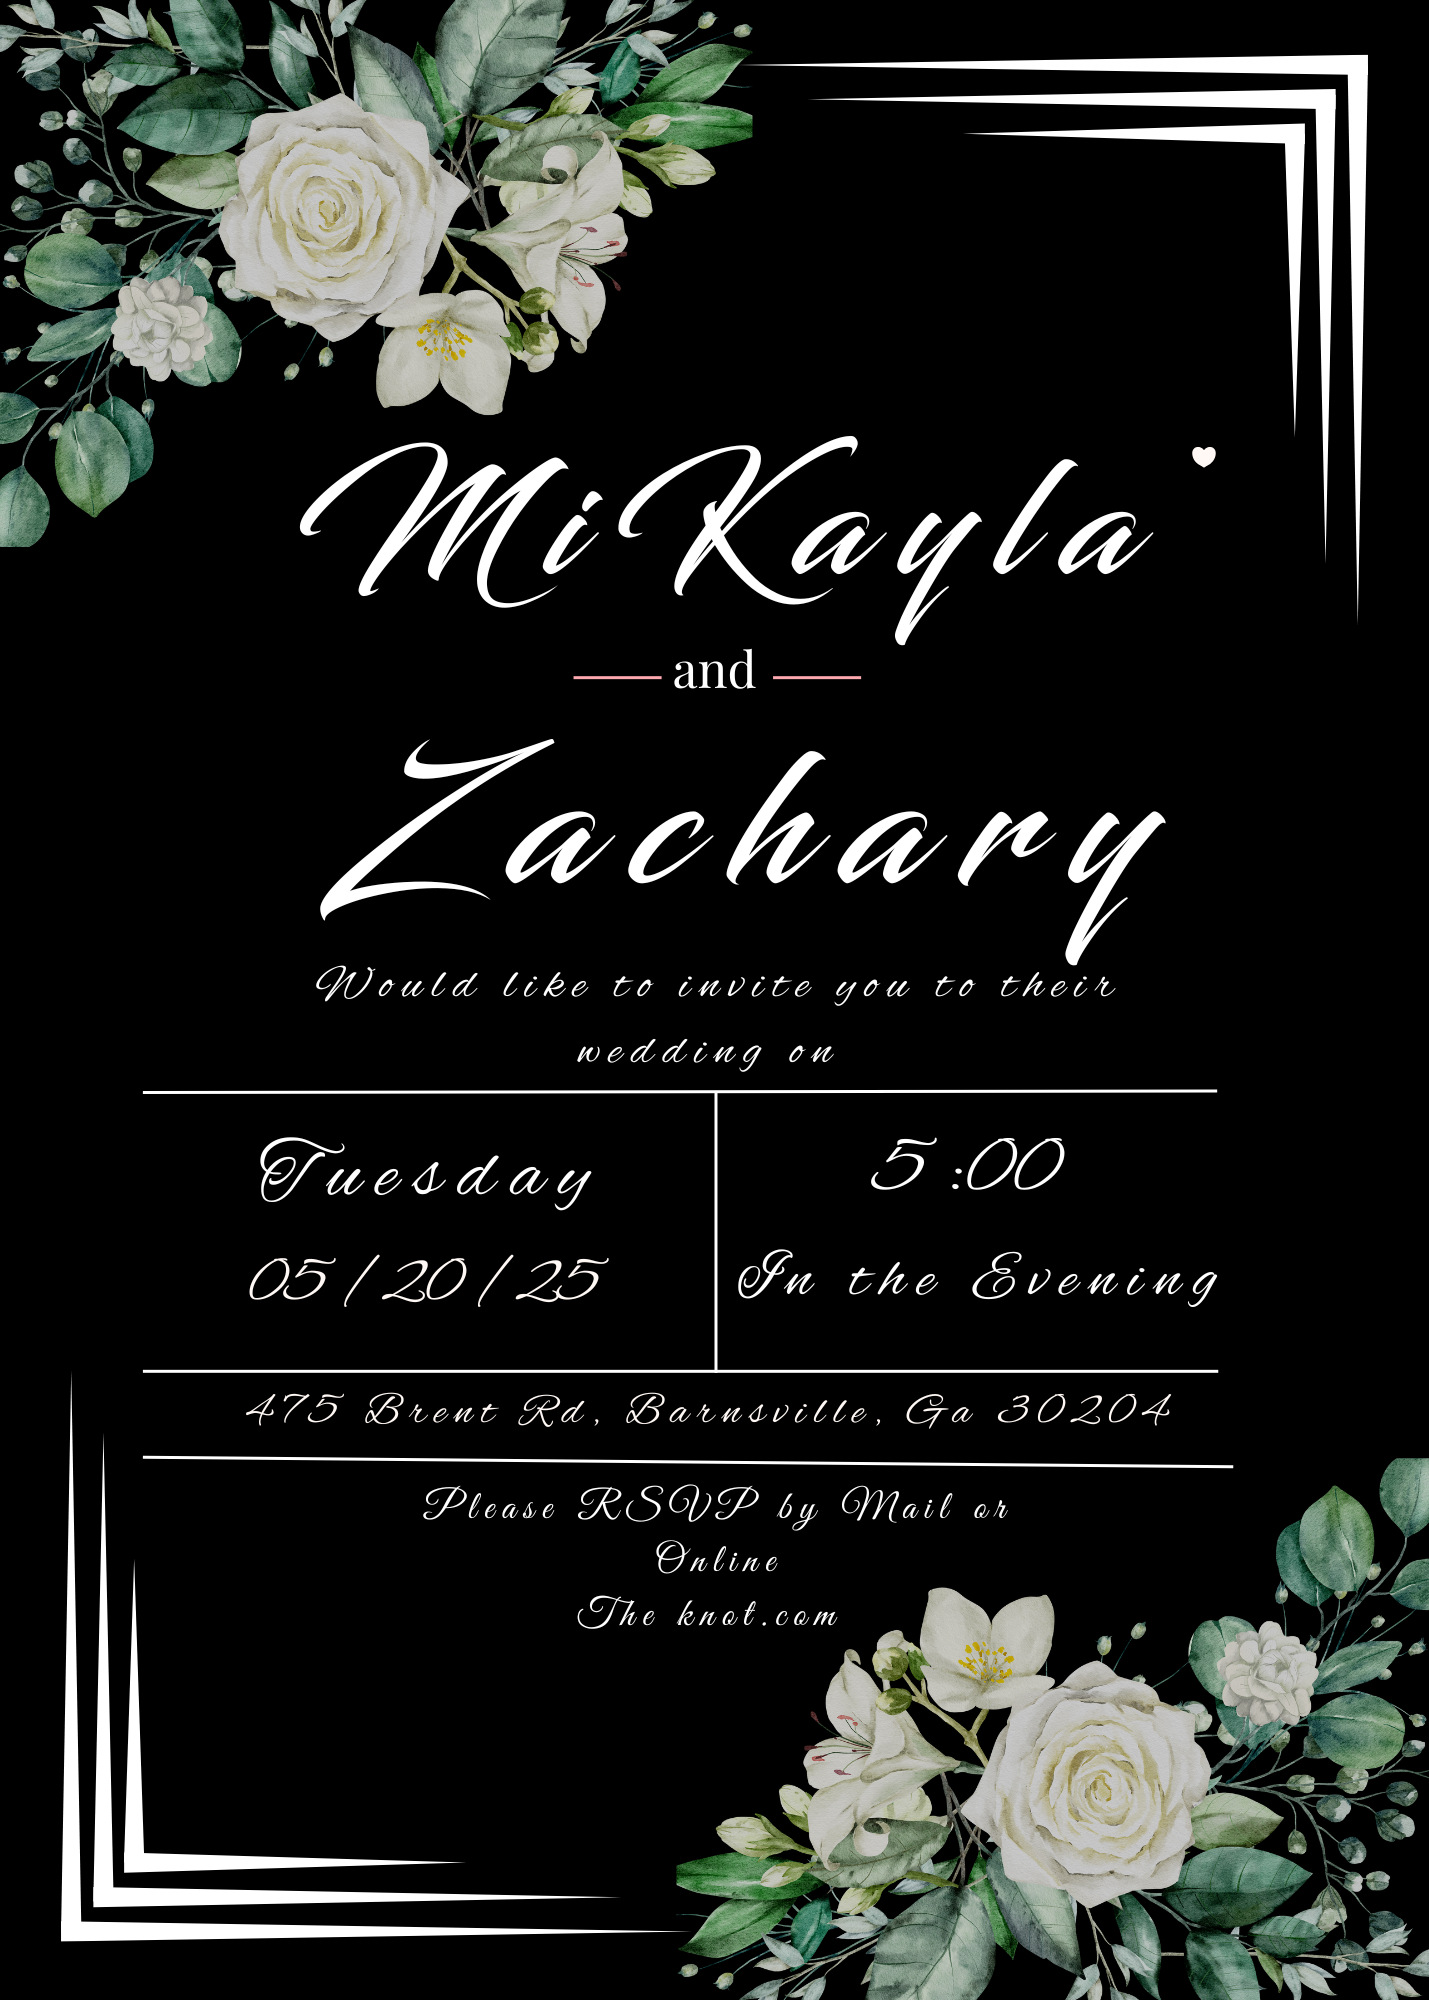 MiKayla
and
Zachary
Would like to invite you to their
wedding on
Tuesday
05/20/25
5:00
In the Evening
475 Brent Rd, Barnsville, Ga 30204
Please RSVP by Mail or
Online
The knot.com